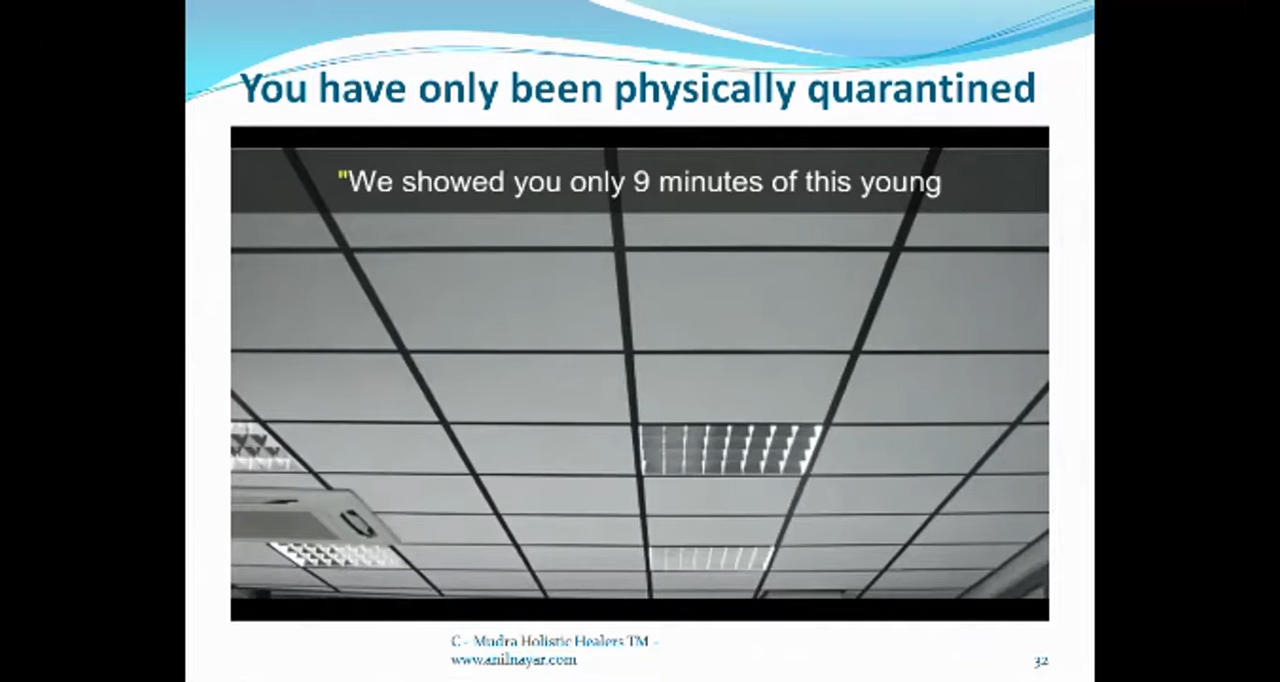 You have only been physically quarantined
"We showed you only 9 minutes of this young
C - Mudra Holistic Healers TM -
www.anilnayar.com
32